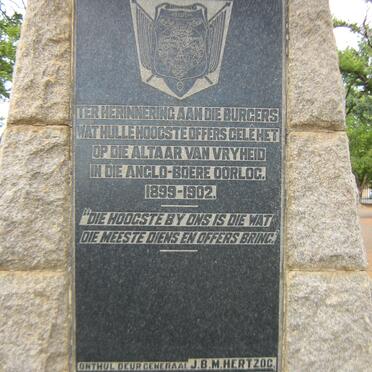 TER HERINNERING AAN DIE BURGERS
WAT HULLE HOOGSTE OFFERS GELÊ HET
OP DIE ALTAAR VAN VRYHEID
IN DIE ANGLO-BOERE OORLOG.
1899-1902.
"DIE HOOGSTE BY ONS IS DIE WAT
DIE MEESTE DIENS EN OFFERS BRING."
ONTHUL DEUR GENERAAL J.B.M. HERTZOG.